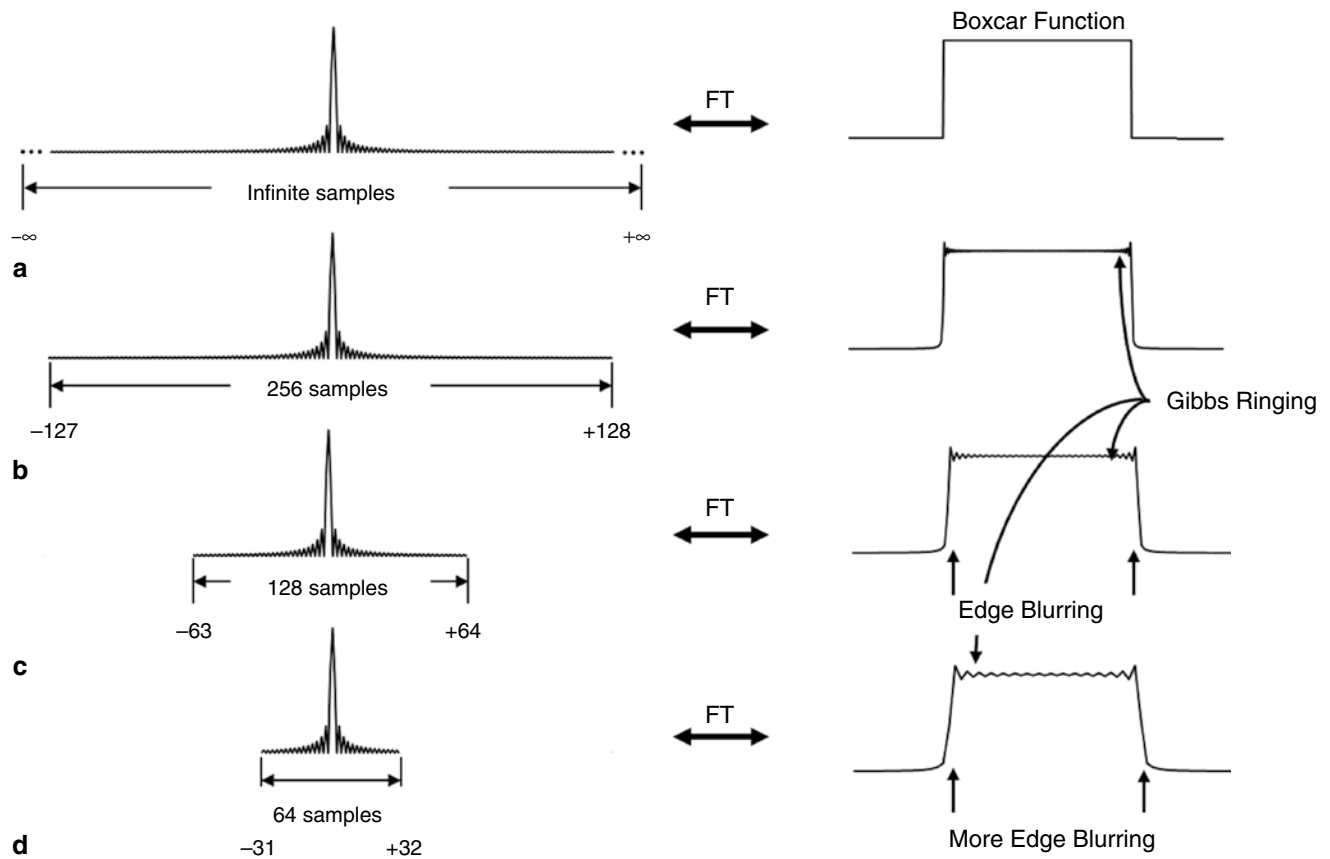 Boxcar Function
FT
Infinite samples
–∞
+∞
a
FT
256 samples
–127
+128
Gibbs Ringing
b
FT
128 samples
Edge Blurring
–63
+64
c
FT
64 samples
More Edge Blurring
d
–31
+32